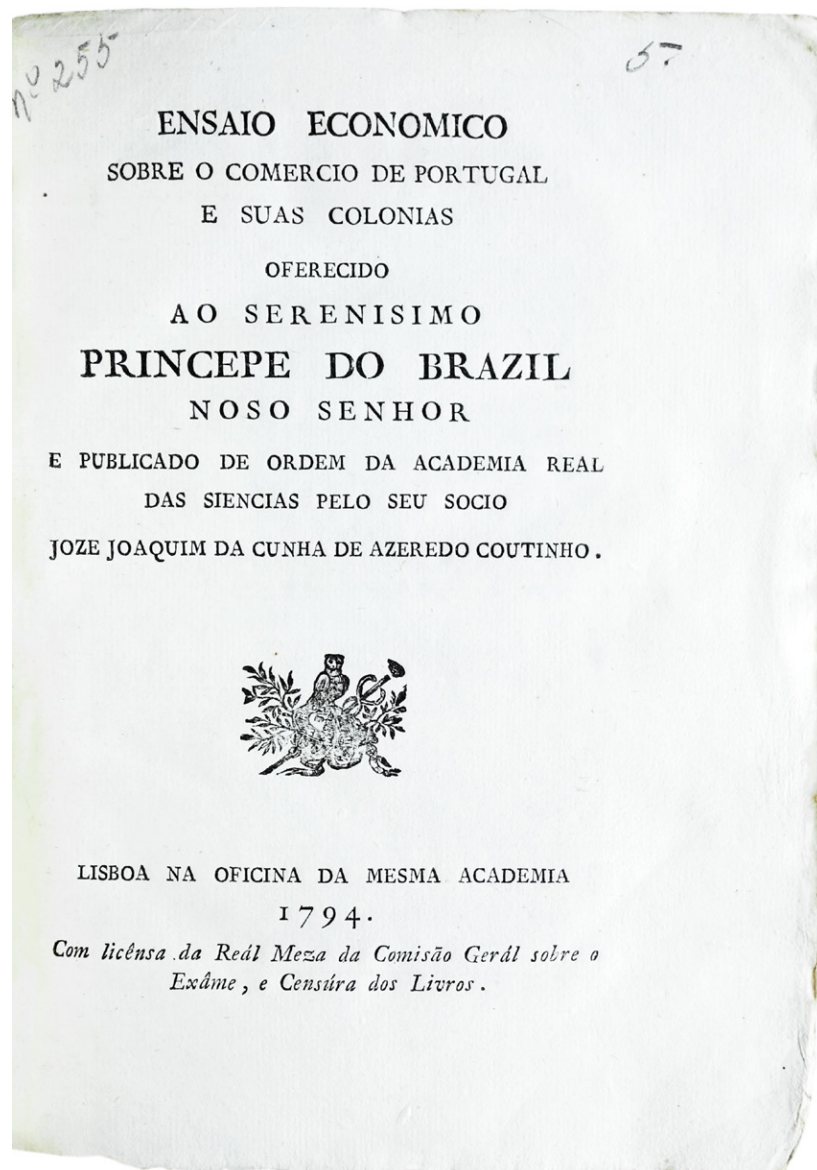 nº 255
5-
ENSAIO ECONOMICO
SOBRE O COMERCIO DE PORTUGAL
E SUAS COLONIAS
OFERECIDO
AO SERENISIMO
PRINCEPE DO BRAZIL
NOSO SENHOR
E PUBLICADO DE ORDEM DA ACADEMIA REAL
DAS SIENCIAS PELO SEU SOCIO
JOZE JOAQUIM DA CUNHA DE AZEREDO COUTINHO.
LISBOA NA OFICINA DA MESMA ACADEMIA
1794.
Com licênsa da Reál Meza da Comisão Gerál sobre o
Exâme, e Censúra dos Livros.